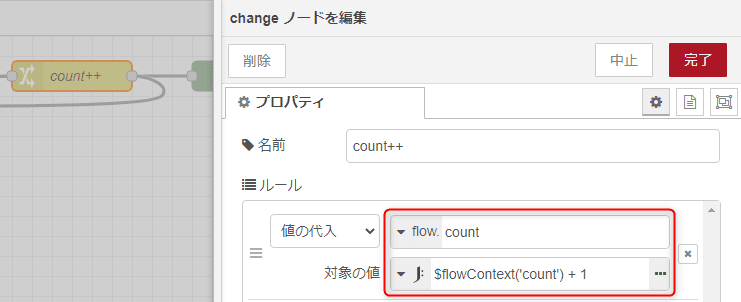 change ノードを編集
count++
削除
中止
完了
プロパティ
名前
count++
ルール
値の代入
flow. count
対象の値
J: $flowContext('count') + 1